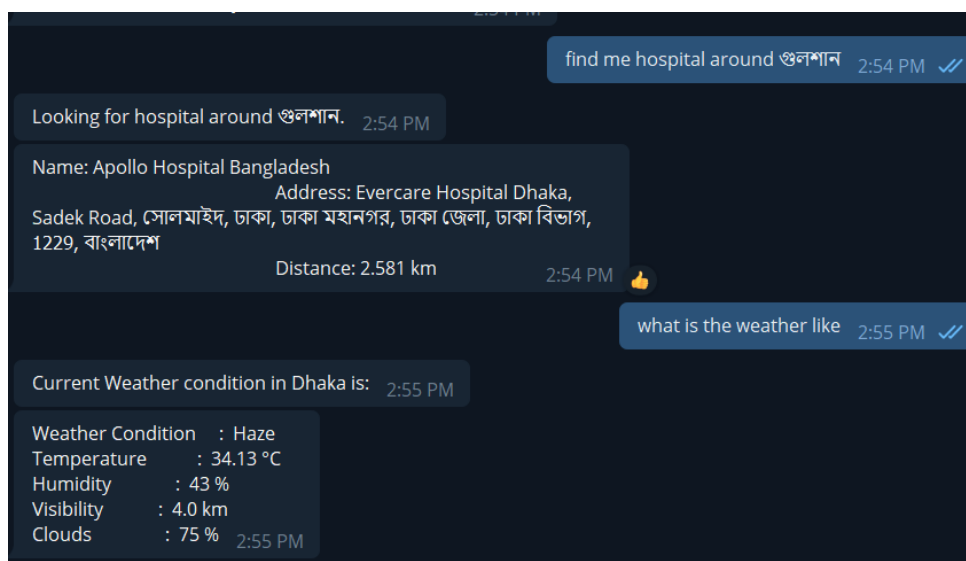 find me hospital around গুলশান 2:54 PM
Looking for hospital around গুলশান. 2:54 PM
Name: Apollo Hospital Bangladesh
Address: Evercare Hospital Dhaka,
Sadek Road, সোলমাইদ, ঢাকা, ঢাকা মহানগর, ঢাকা জেলা, ঢাকা বিভাগ,
1229, বাংলাদেশ
Distance: 2.581 km 2:54 PM
what is the weather like 2:55 PM
Current Weather condition in Dhaka is: 2:55 PM
Weather Condition : Haze
Temperature : 34.13 °C
Humidity : 43 %
Visibility : 4.0 km
Clouds : 75 % 2:55 PM